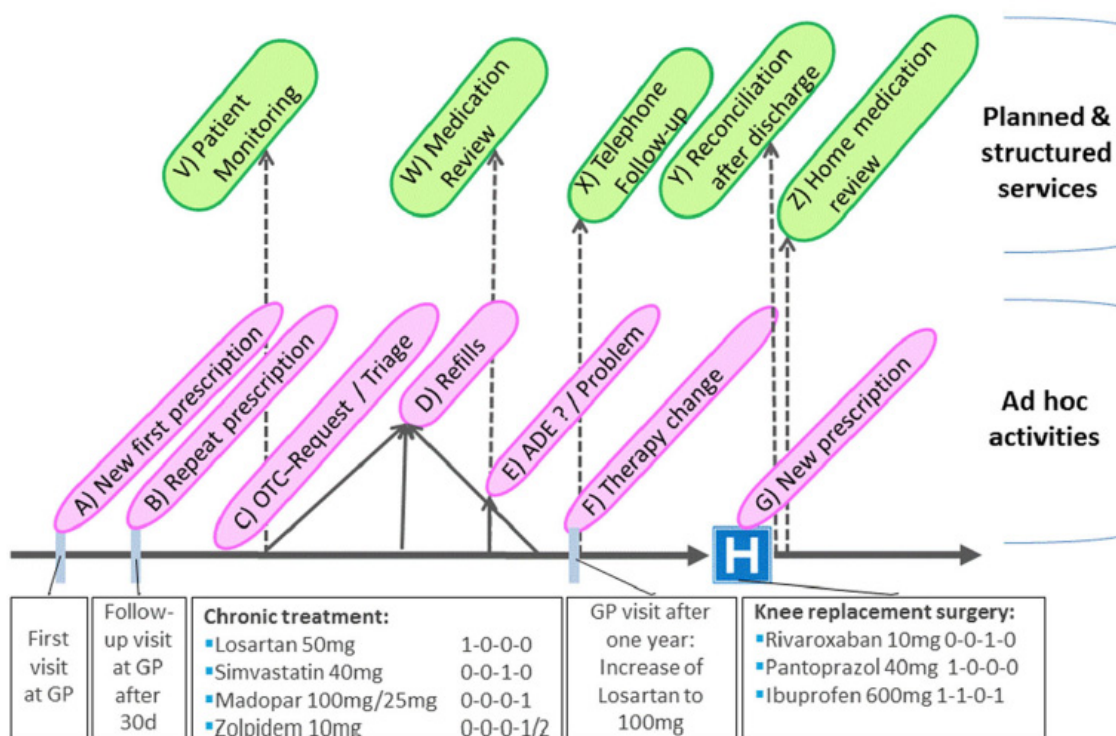 V) Patient
Monitoring
W) Medication
Review
X) Telephone
Follow-up
Y) Reconciliation
after discharge
Z) Home medication
review
Planned &
structured
services
A) New first prescription
B) Repeat prescription
C) OTC–Request / Triage
D) Refills
E) ADE ? / Problem
F) Therapy change
G) New prescription
Ad hoc
activities
H
First
visit
at GP
Follow-
up visit
at GP
after
30d
Chronic treatment:
▪Losartan 50mg 1-0-0-0
▪Simvastatin 40mg 0-0-1-0
▪Madopar 100mg/25mg 0-0-0-1
▪Zolpidem 10mg 0-0-0-1/2
GP visit after
one year:
Increase of
Losartan to
100mg
Knee replacement surgery:
▪Rivaroxaban 10mg 0-0-1-0
▪Pantoprazol 40mg 1-0-0-0
▪Ibuprofen 600mg 1-1-0-1